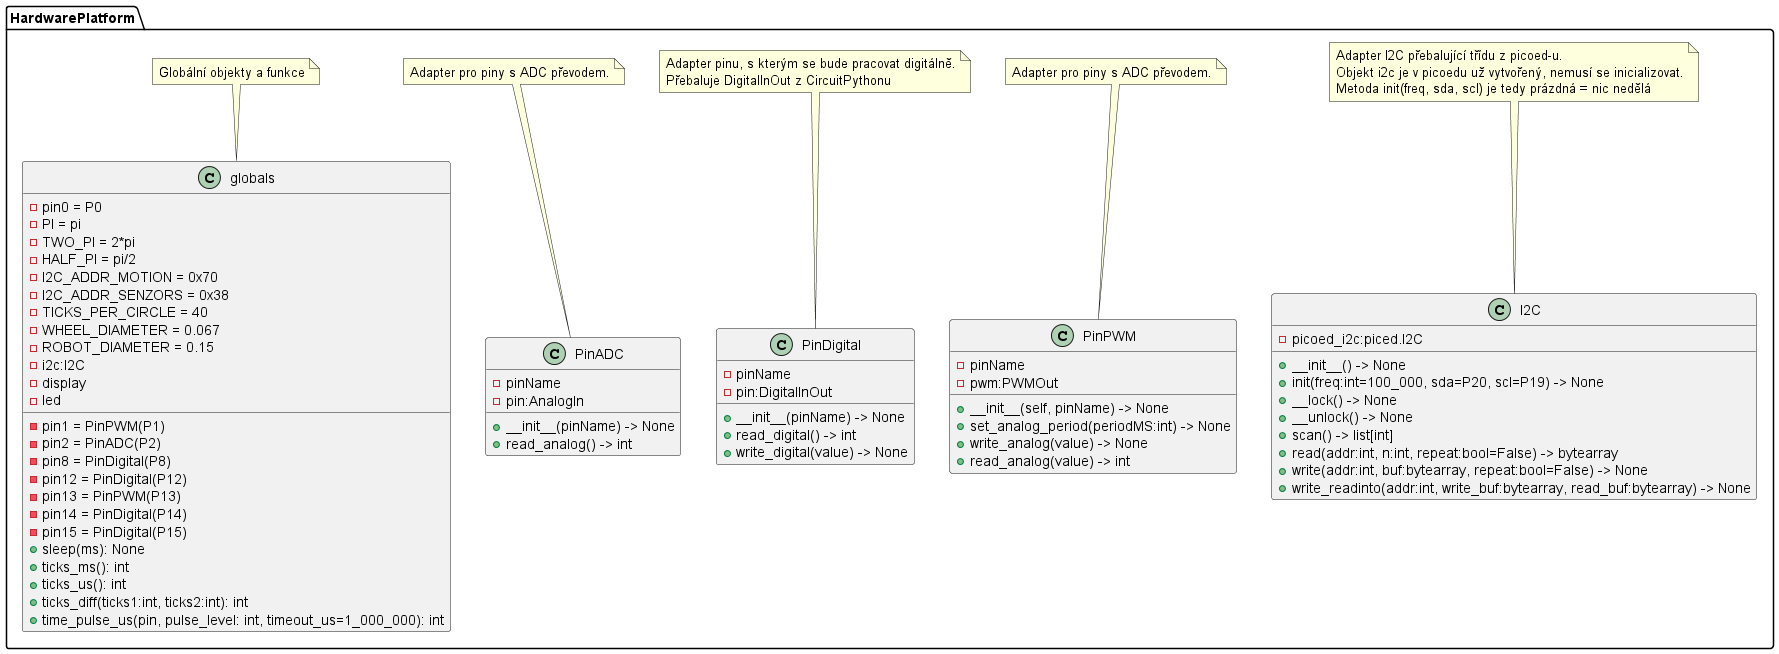 HardwarePlatform
Globální objekty a funkce
Adapter pro piny s ADC převodem.
Adapter pinu, s kterým se bude pracovat digitálně.
Přebaluje DigitalInOut z CircuitPythonu
Adapter pro piny s ADC převodem.
Adapter I2C přebalující třídu z picoed-u.
Objekt i2c je v picoedu už vytvořený, nemusí se inicializovat.
Metoda init(freq, sda, scl) je tedy prázdná = nic nedělá
C globals
pin0 = P0
PI = pi
TWO_PI = 2*pi
HALF_PI = pi/2
I2C_ADDR_MOTION = 0x70
I2C_ADDR_SENZORS = 0x38
TICKS_PER_CIRCLE = 40
WHEEL_DIAMETER = 0.067
ROBOT_DIAMETER = 0.15
i2c:I2C
display
led
pin1 = PinPWM(P1)
pin2 = PinADC(P2)
pin8 = PinDigital(P8)
pin12 = PinDigital(P12)
pin13 = PinPWM(P13)
pin14 = PinDigital(P14)
pin15 = PinDigital(P15)
sleep(ms): None
ticks_ms(): int
ticks_us(): int
ticks_diff(ticks1:int, ticks2:int): int
time_pulse_us(pin, pulse_level: int, timeout_us=1_000_000): int
C PinADC
pinName
pin:AnalogIn
__init__(pinName) -> None
read_analog() -> int
C PinDigital
pinName
pin:DigitalInOut
__init__(pinName) -> None
read_digital() -> int
write_digital(value) -> None
C PinPWM
pinName
pwm:PWMOut
__init__(self, pinName) -> None
set_analog_period(periodMS:int) -> None
write_analog(value) -> None
read_analog(value) -> int
C I2C
picoed_i2c:piced.I2C
__init__() -> None
init(freq:int=100_000, sda=P20, scl=P19) -> None
__lock() -> None
__unlock() -> None
scan() -> list[int]
read(addr:int, n:int, repeat:bool=False) -> bytearray
write(addr:int, buf:bytearray, repeat:bool=False) -> None
write_readinto(addr:int, write_buf:bytearray, read_buf:bytearray) -> None